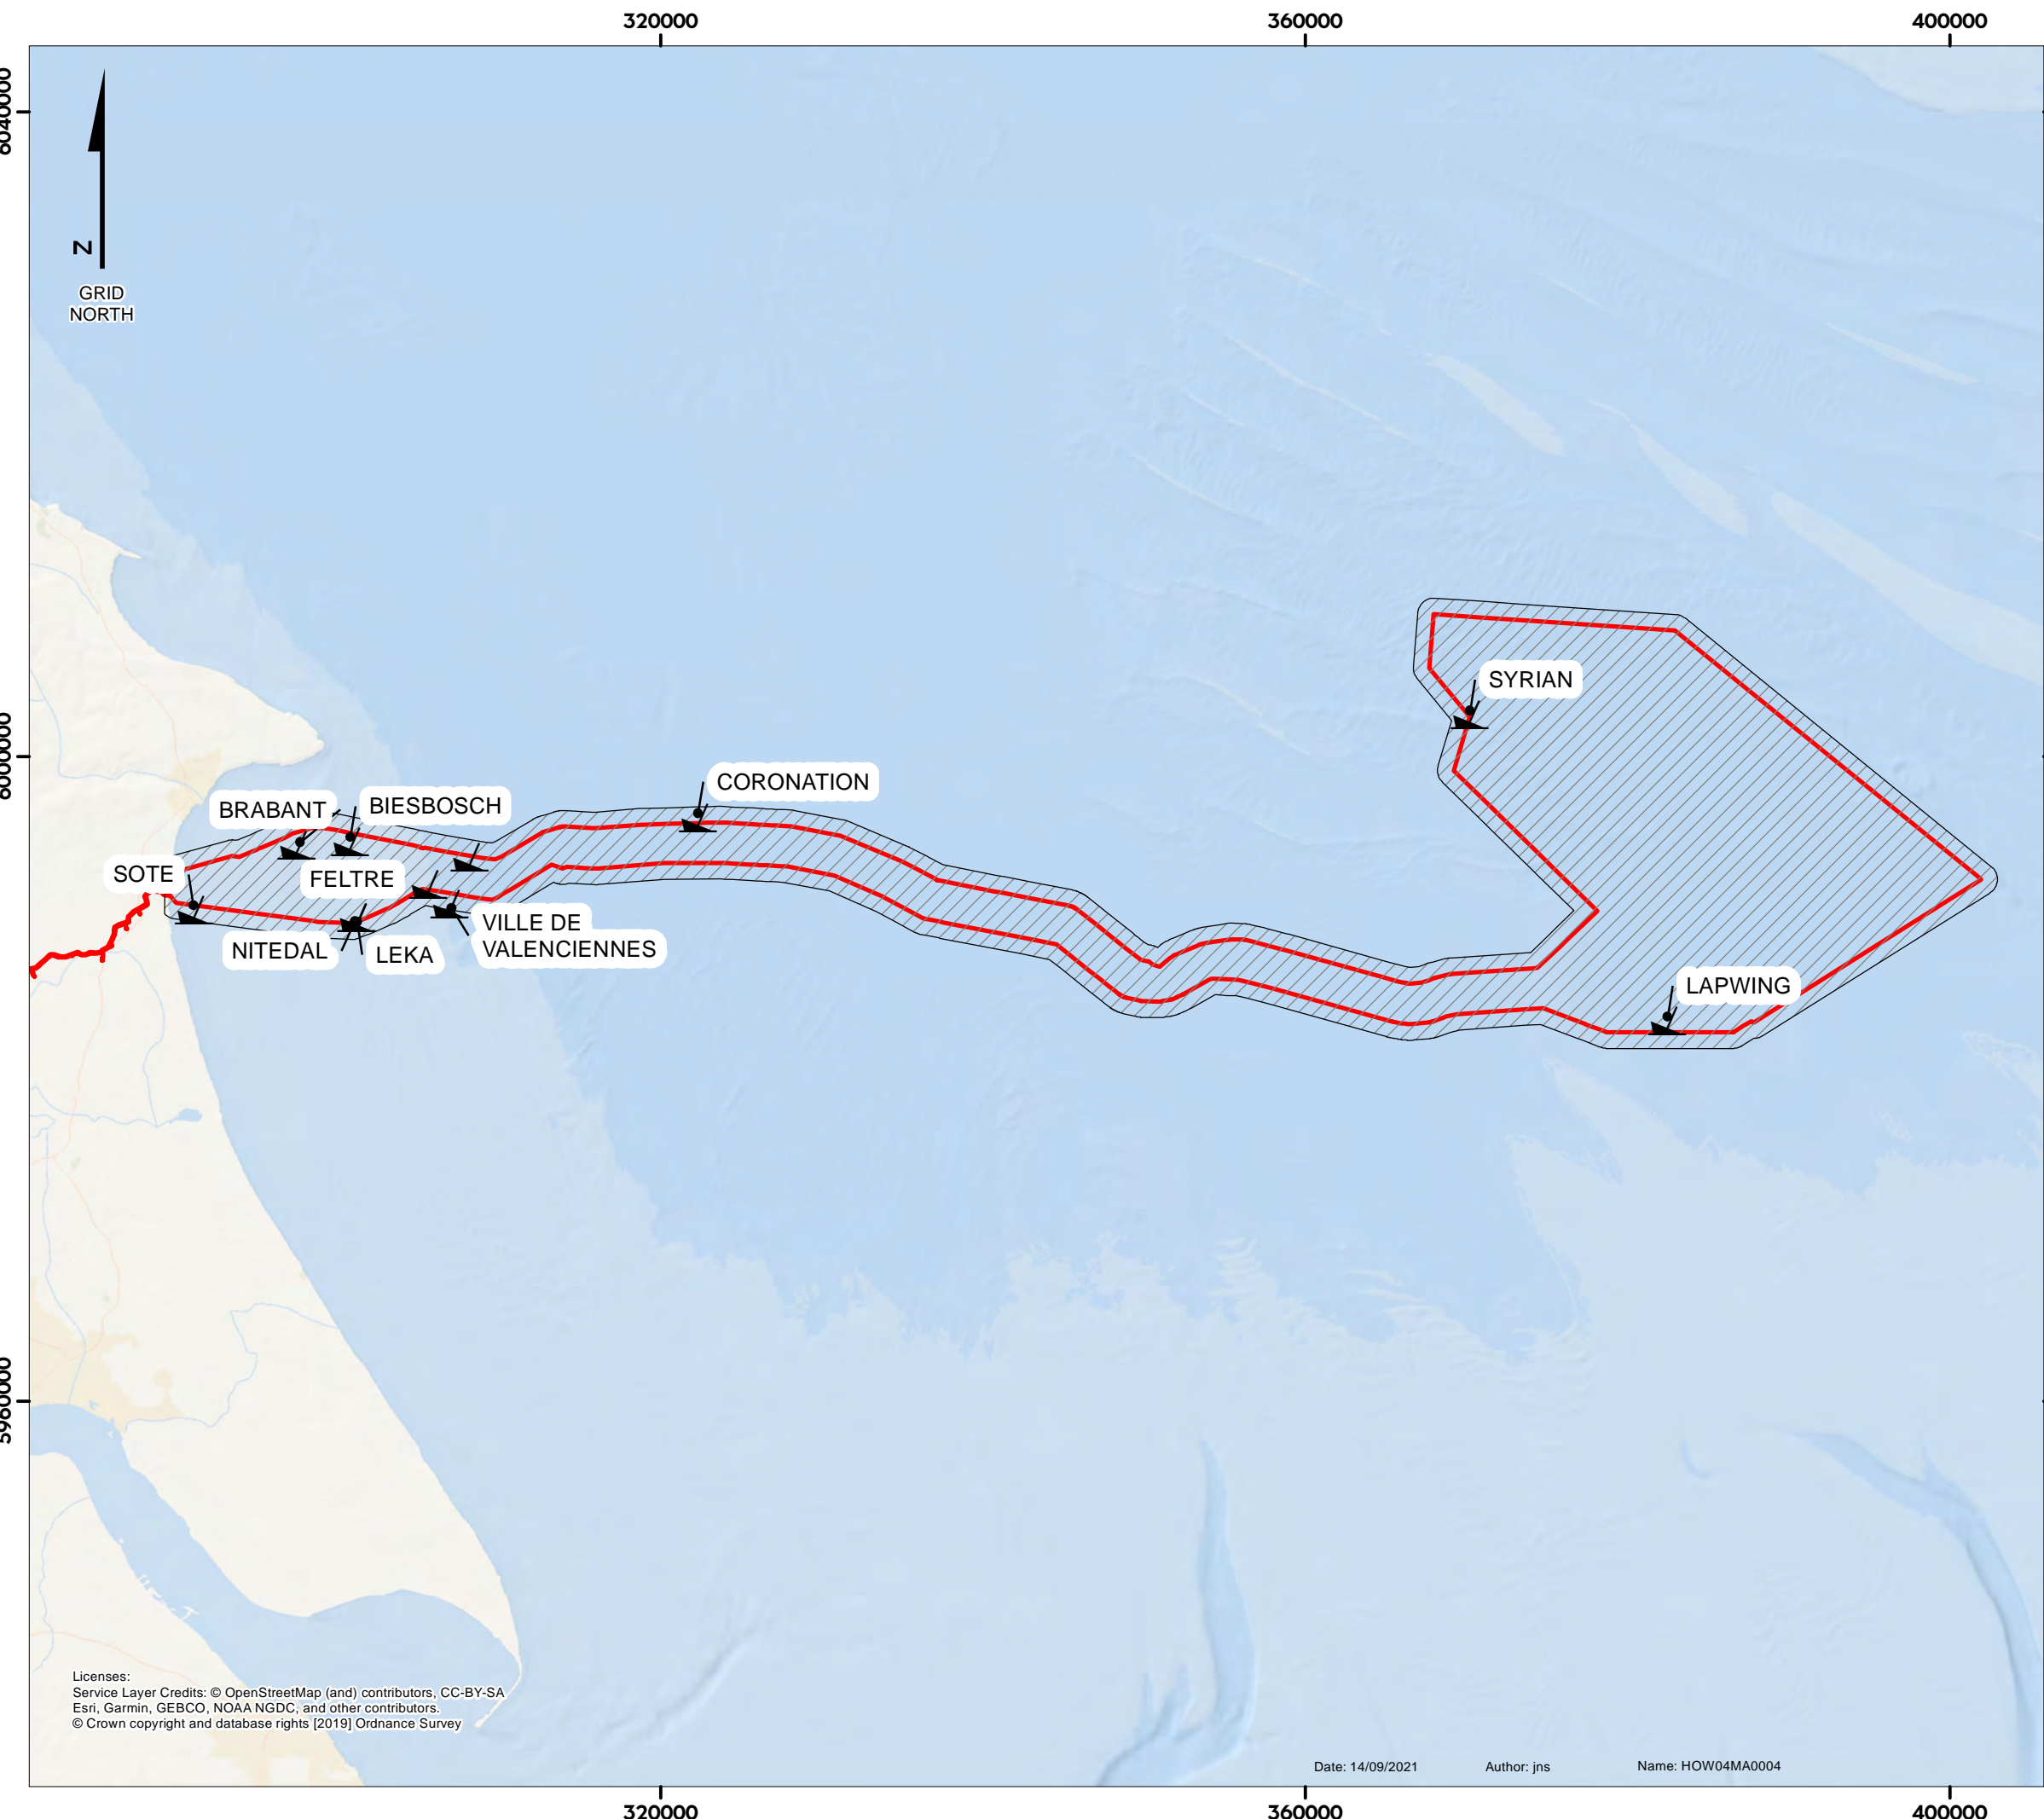 320000
360000
400000
6040000
N
GRID
NORTH
SYRIAN
6000000
CORONATION
BRABANT
BIESBOSCH
SOTE
FELTRE
VILLE DE
VALENCIENNES
NITEDAL
LEKA
LAPWING
5960000
Licenses:
Service Layer Credits: © OpenStreetMap (and) contributors, CC-BY-SA
Esri, Garmin, GEBCO, NOAA NGDC, and other contributors.
© Crown copyright and database rights [2019] Ordnance Survey
Date: 14/09/2021
Author: jns
Name: HOW04MA0004
320000
360000
400000